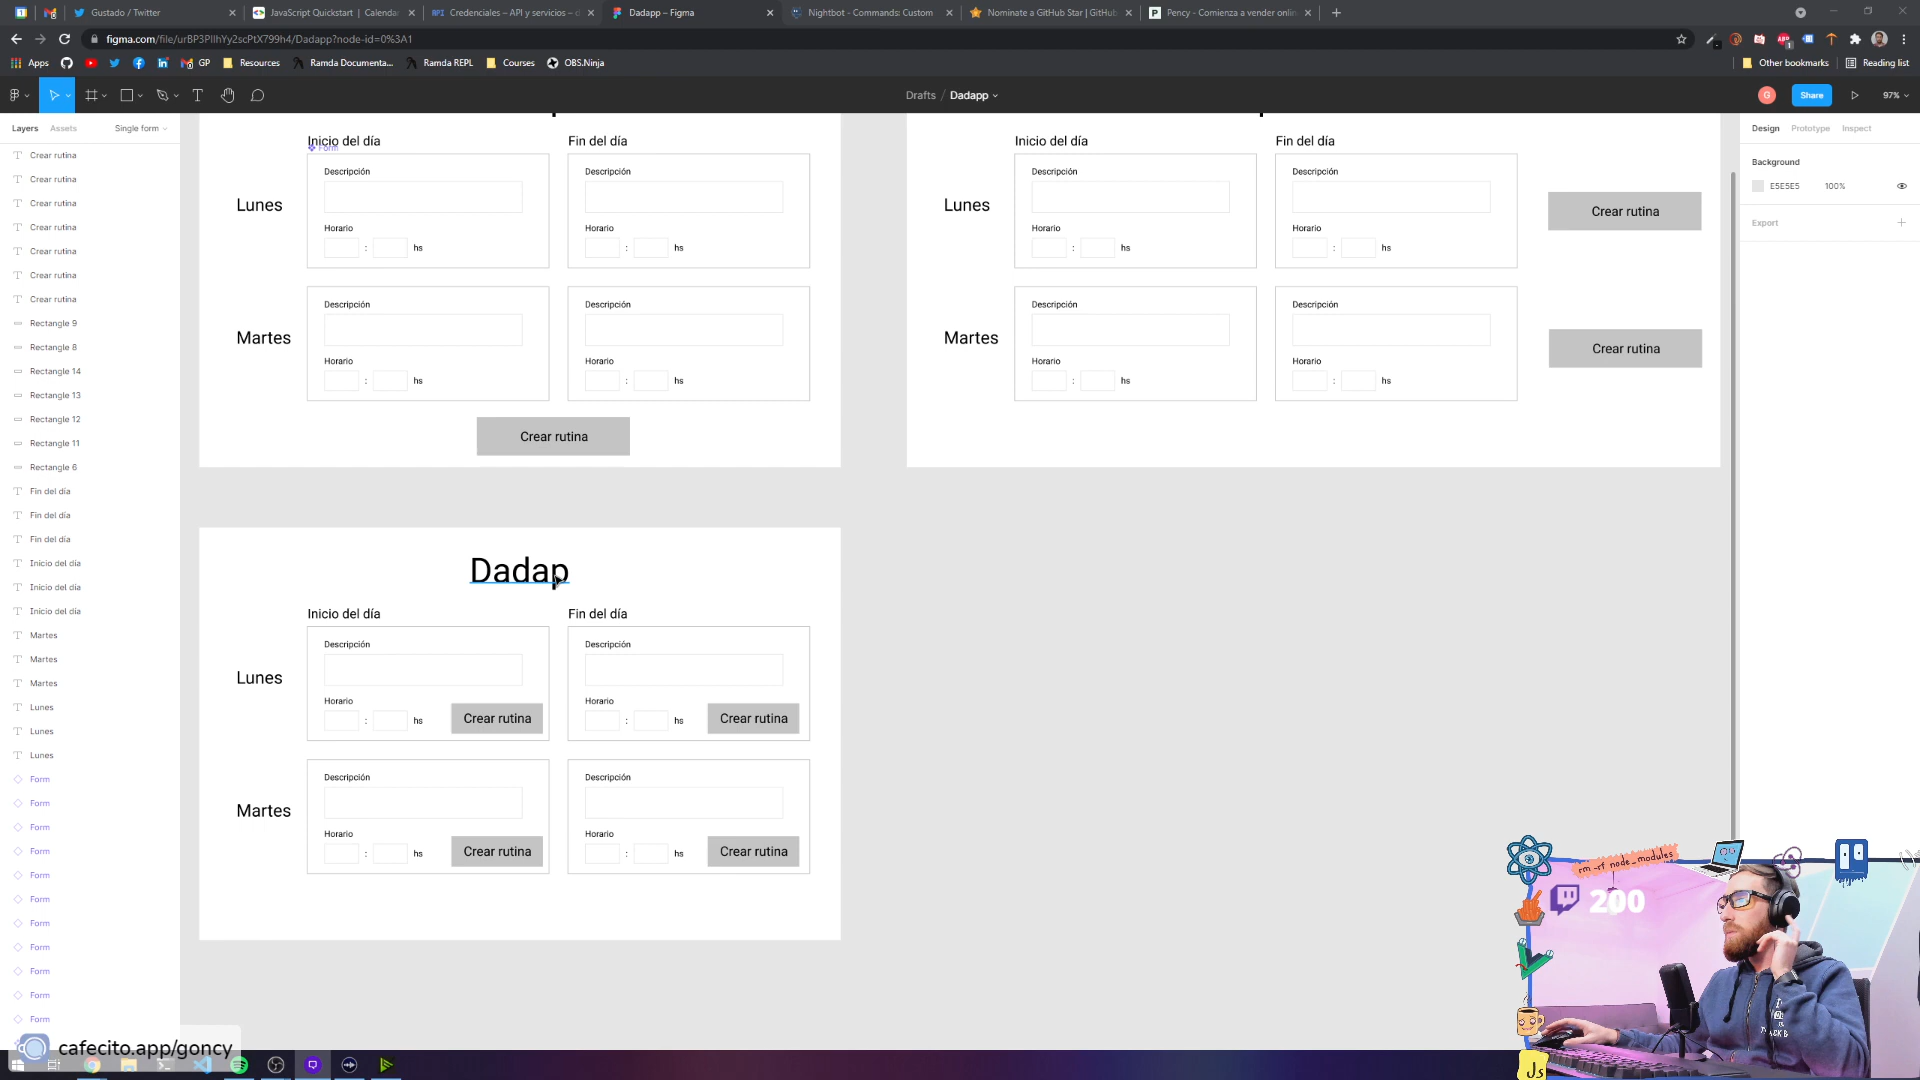 Gustado / Twitter
JavaScript Quickstart | Calendar
API Credenciales – API y servicios –
Dadapp – Figma
Nightbot - Commands: Custom
Nominate a GitHub Star | GitHub
Pency - Comienza a vender onlin
figma.com/file/urBP3PIlhYy2scPtX799h4/Dadapp?node-id=0%3A1
Apps
GP
Resources
Ramda Documenta...
Ramda REPL
Courses
OBS.Ninja
Other bookmarks
Reading list
Drafts / Dadapp
G
Share
97%
Layers
Assets
Single form
Crear rutina
Crear rutina
Crear rutina
Crear rutina
Crear rutina
Crear rutina
Crear rutina
Rectangle 9
Rectangle 8
Rectangle 14
Rectangle 13
Rectangle 12
Rectangle 11
Rectangle 6
Fin del día
Fin del día
Fin del día
Inicio del día
Inicio del día
Inicio del día
Martes
Martes
Martes
Lunes
Lunes
Lunes
Form
Form
Form
Form
Form
Form
Form
Form
Form
Form
Form
Inicio del día
Form
Fin del día
Lunes
Descripción
Horario
: hs
Descripción
Horario
: hs
Martes
Descripción
Horario
: hs
Descripción
Horario
: hs
Crear rutina
Inicio del día
Fin del día
Lunes
Descripción
Horario
: hs
Descripción
Horario
: hs
Crear rutina
Martes
Descripción
Horario
: hs
Descripción
Horario
: hs
Crear rutina
Dadap
Inicio del día
Fin del día
Lunes
Descripción
Horario
: hs
Crear rutina
Descripción
Horario
: hs
Crear rutina
Martes
Descripción
Horario
: hs
Crear rutina
Descripción
Horario
: hs
Crear rutina
Design
Prototype
Inspect
Background
E5E5E5
100%
Export
rm -rf node_modules
200
JS
cafecito.app/goncy